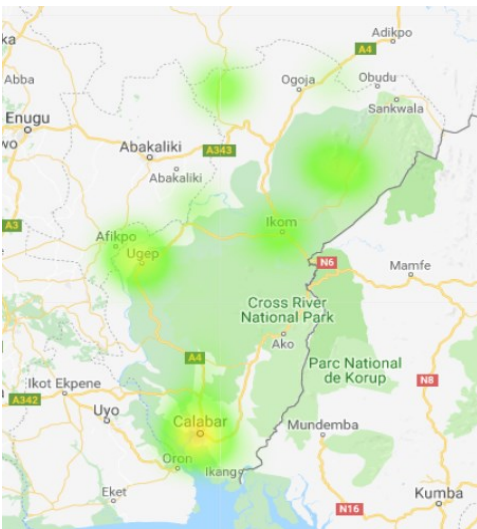 ka
Adikpo
A4
Abba
Ogoja
Obudu
Sankwala
Enugu
wo
Abakaliki
A343
Abakaliki
A3
Afikpo
Ugep
Ikom
N6
Mamfe
Cross River
National Park
Ako
A4
Parc National
de Korup
N8
Ikot Ekpene
A342
Uyo
Calabar
Mundemba
Oron
Ikang
Eket
Kumba
N16